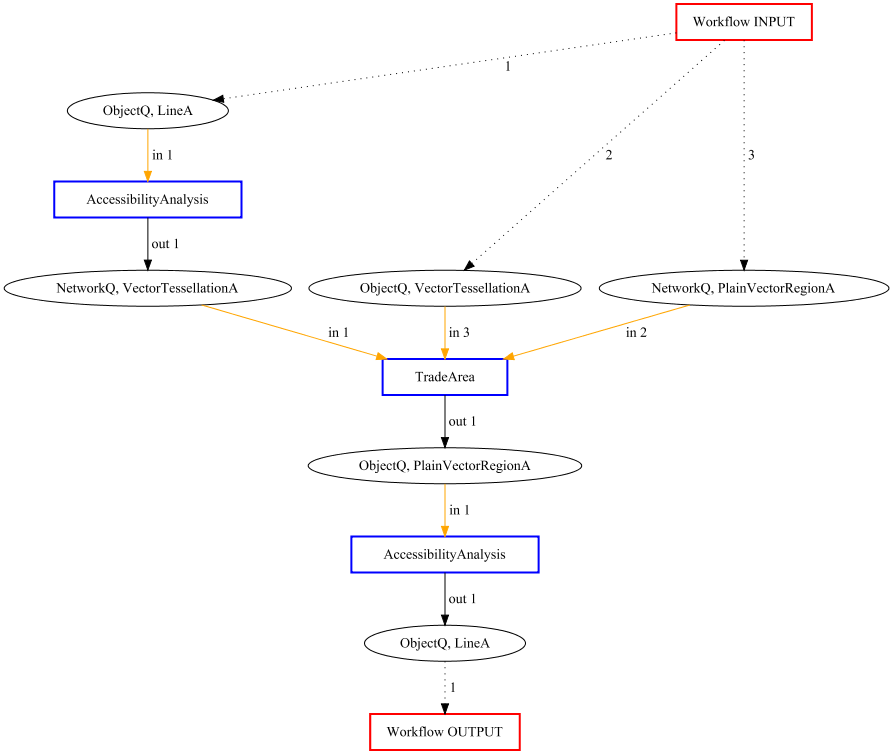 Workflow INPUT
1
ObjectQ, LineA
in 1
2
3
AccessibilityAnalysis
out 1
NetworkQ, VectorTessellationA
ObjectQ, VectorTessellationA
NetworkQ, PlainVectorRegionA
in 1
in 3
in 2
TradeArea
out 1
ObjectQ, PlainVectorRegionA
in 1
AccessibilityAnalysis
out 1
ObjectQ, LineA
1
Workflow OUTPUT